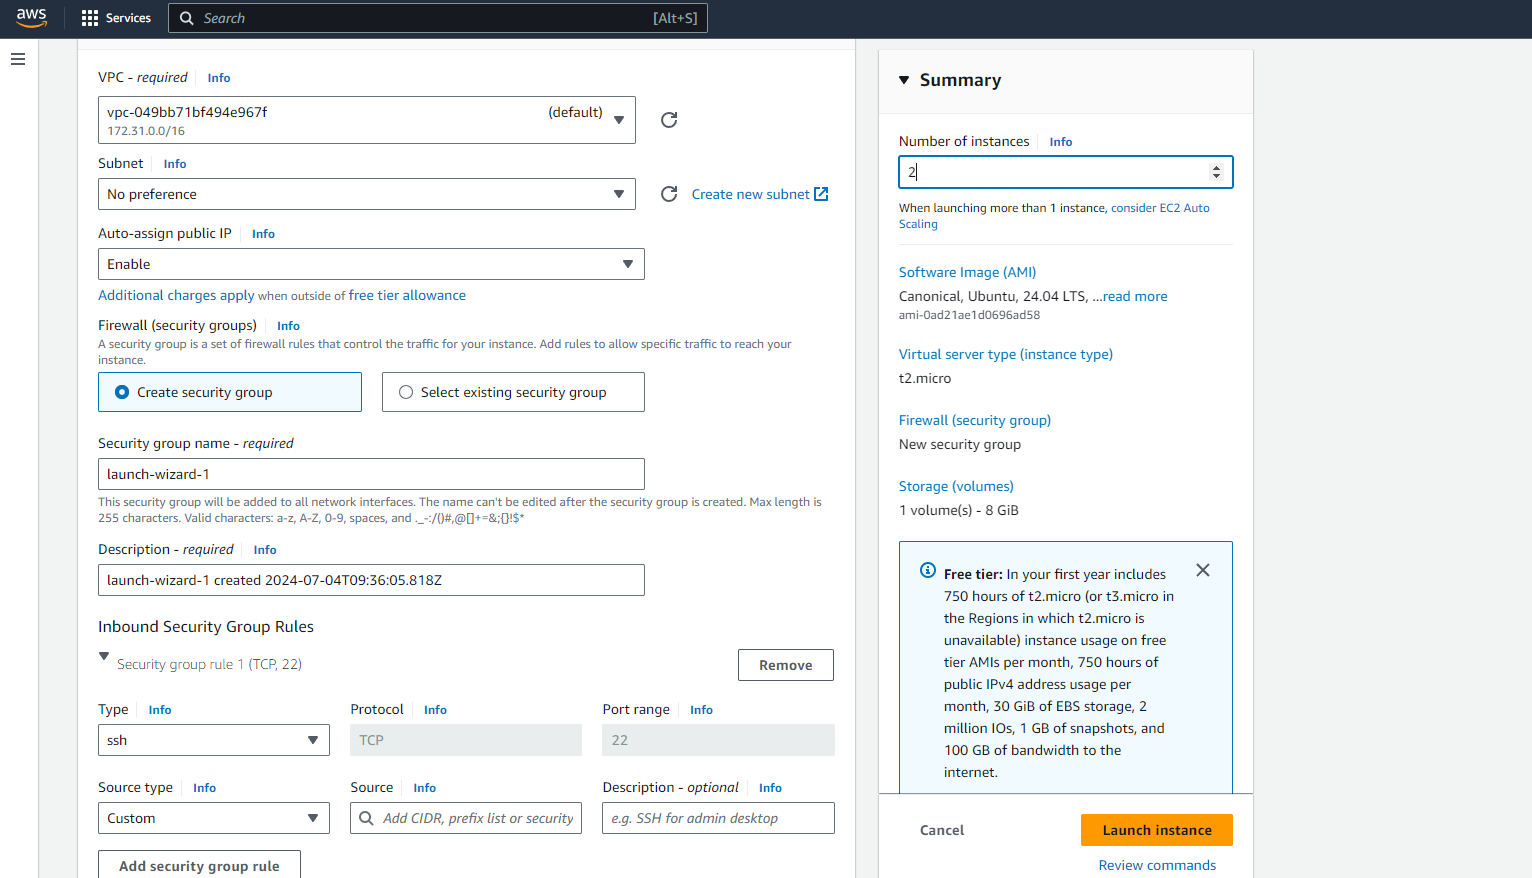 aws
Services
Search
[Alt+S]
VPC - required
Info
vpc-049bb71bf494e967f
(default)
172.31.0.0/16
Subnet
Info
No preference
Create new subnet
Auto-assign public IP
Info
Enable
Additional charges apply when outside of free tier allowance
Firewall (security groups)
Info
A security group is a set of firewall rules that control the traffic for your instance. Add rules to allow specific traffic to reach your
instance.
Create security group
Select existing security group
Security group name - required
launch-wizard-1
This security group will be added to all network interfaces. The name can't be edited after the security group is created. Max length is
255 characters. Valid characters: a-z, A-Z, 0-9, spaces, and ._-:/()#,@[]+=&;{}!$*
Description - required
Info
launch-wizard-1 created 2024-07-04T09:36:05.818Z
Inbound Security Group Rules
Security group rule 1 (TCP, 22)
Remove
Type
Info
Protocol
Info
Port range
Info
ssh
TCP
22
Source type
Info
Source
Info
Description - optional
Info
Custom
Add CIDR, prefix list or security
e.g. SSH for admin desktop
Add security group rule
Summary
Number of instances
Info
2
When launching more than 1 instance, consider EC2 Auto
Scaling
Software Image (AMI)
Canonical, Ubuntu, 24.04 LTS, ...read more
ami-0ad21ae1d0696ad58
Virtual server type (instance type)
t2.micro
Firewall (security group)
New security group
Storage (volumes)
1 volume(s) - 8 GiB
Free tier: In your first year includes
750 hours of t2.micro (or t3.micro in
the Regions in which t2.micro is
unavailable) instance usage on free
tier AMIs per month, 750 hours of
public IPv4 address usage per
month, 30 GiB of EBS storage, 2
million IOs, 1 GB of snapshots, and
100 GB of bandwidth to the
internet.
Cancel
Launch instance
Review commands